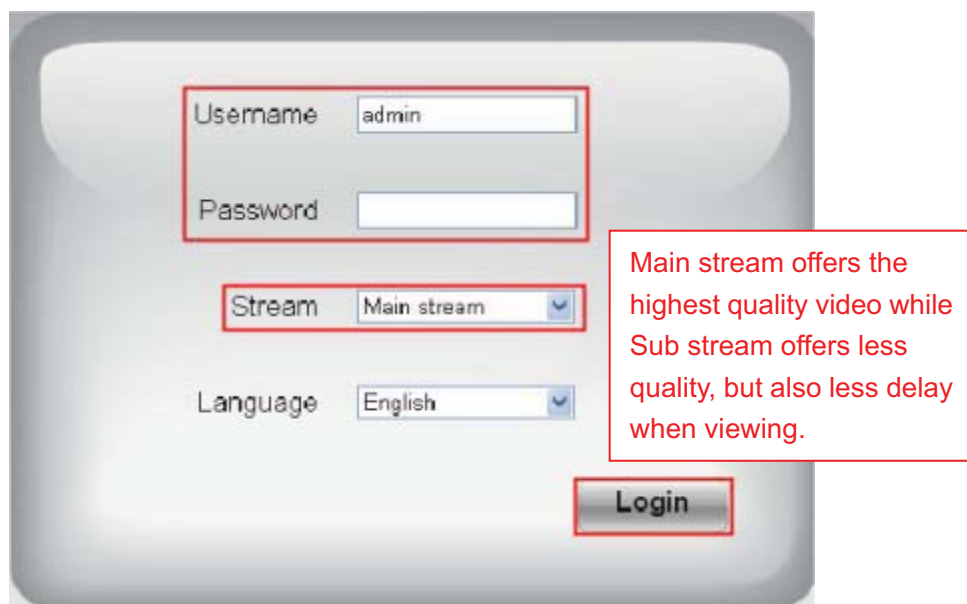 Username admin
Password
Stream Main stream
Language English
Main stream offers the
highest quality video while
Sub stream offers less
quality, but also less delay
when viewing.
Login